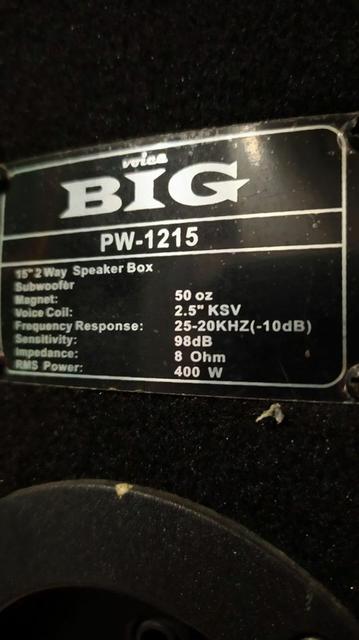 voice
BIG
PW-1215
15" 2 Way Speaker Box
Subwoofer
Magnet: 50 oz
Voice Coil: 2.5" KSV
Frequency Response: 25-20KHZ(-10dB)
Sensitivity: 98dB
Impedance: 8 Ohm
RMS Power: 400 W